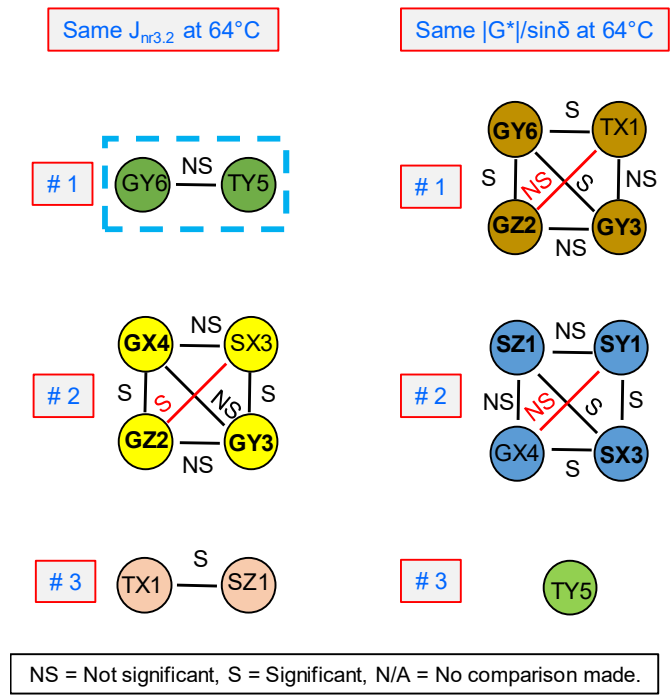 Same Jnr3.2 at 64°C
Same |G*|/sinδ at 64°C
# 1
GY6
NS
TY5
# 1
GY6
S
TX1
S
NS
S
NS
GZ2
NS
GY3
# 2
GX4
NS
SX3
S
S
NS
S
GZ2
NS
GY3
# 2
SZ1
NS
SY1
NS
NS
S
S
GX4
S
SX3
# 3
TX1
S
SZ1
# 3
TY5
NS = Not significant, S = Significant, N/A = No comparison made.